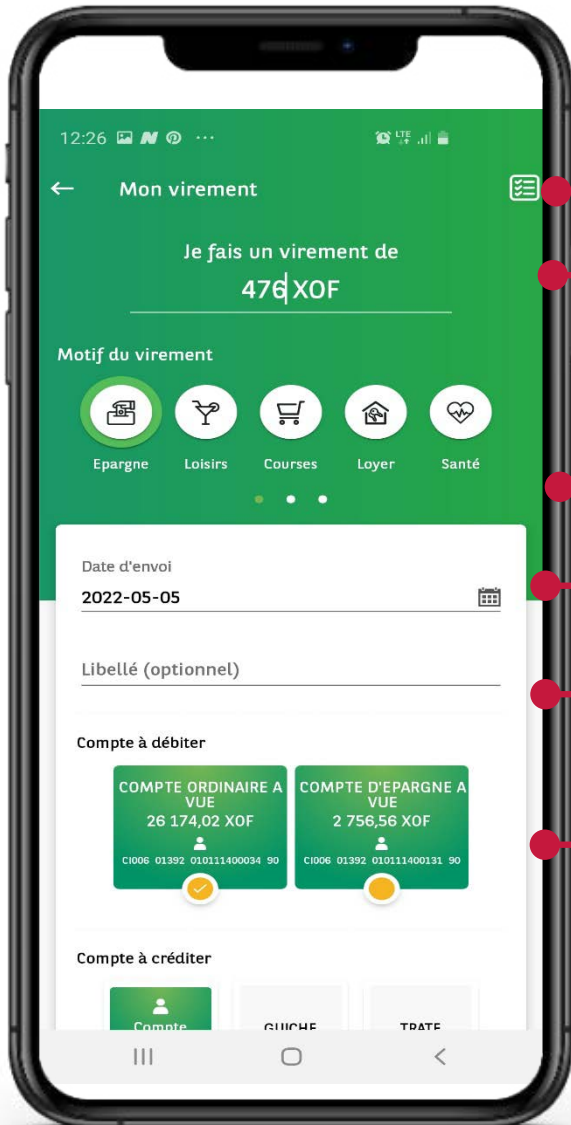 12:26
LTE
Mon virement
Je fais un virement de
476 XOF
Motif du virement
Epargne Loisirs Courses Loyer Santé
Date d'envoi
2022-05-05
Libellé (optionnel)
Compte à débiter
COMPTE ORDINAIRE A VUE
26 174,02 XOF
CI006 01392 010111400034 90
COMPTE D'EPARGNE A VUE
2 756,56 XOF
CI006 01392 010111400131 90
Compte à créditer
Compte